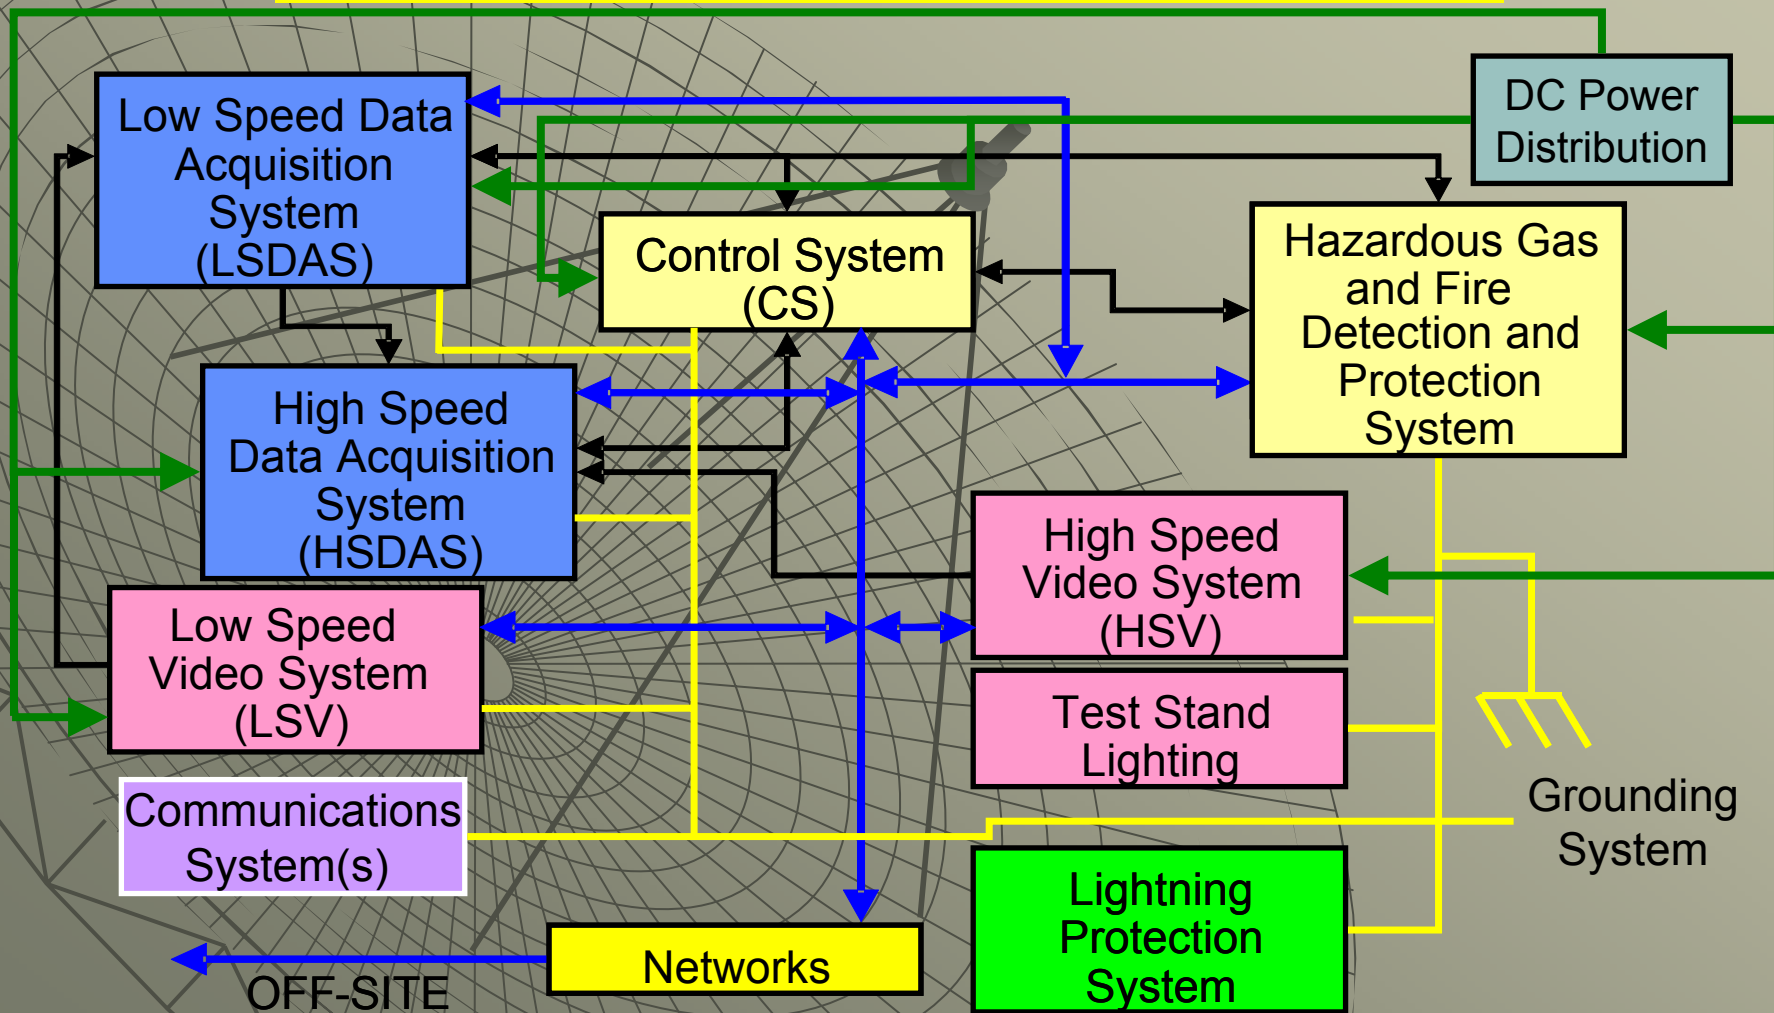 DC Power
Distribution
Low Speed Data
Acquisition
System
(LSDAS)
Control System
(CS)
Hazardous Gas
and Fire
Detection and
Protection
System
High Speed
Data Acquisition
System
(HSDAS)
High Speed
Video System
(HSV)
Low Speed
Video System
(LSV)
Test Stand
Lighting
Communications
System(s)
Grounding
System
Lightning
Protection
System
Networks
OFF-SITE